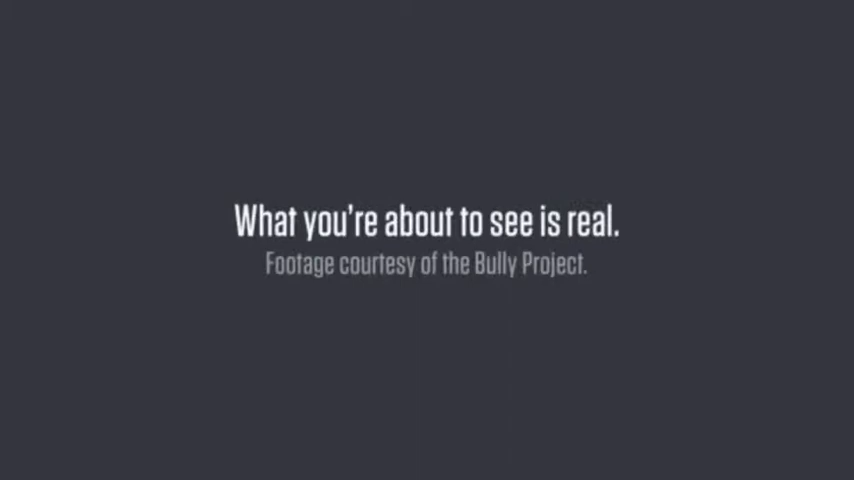 What you're about to see is real.
Footage courtesy of the Bully Project.